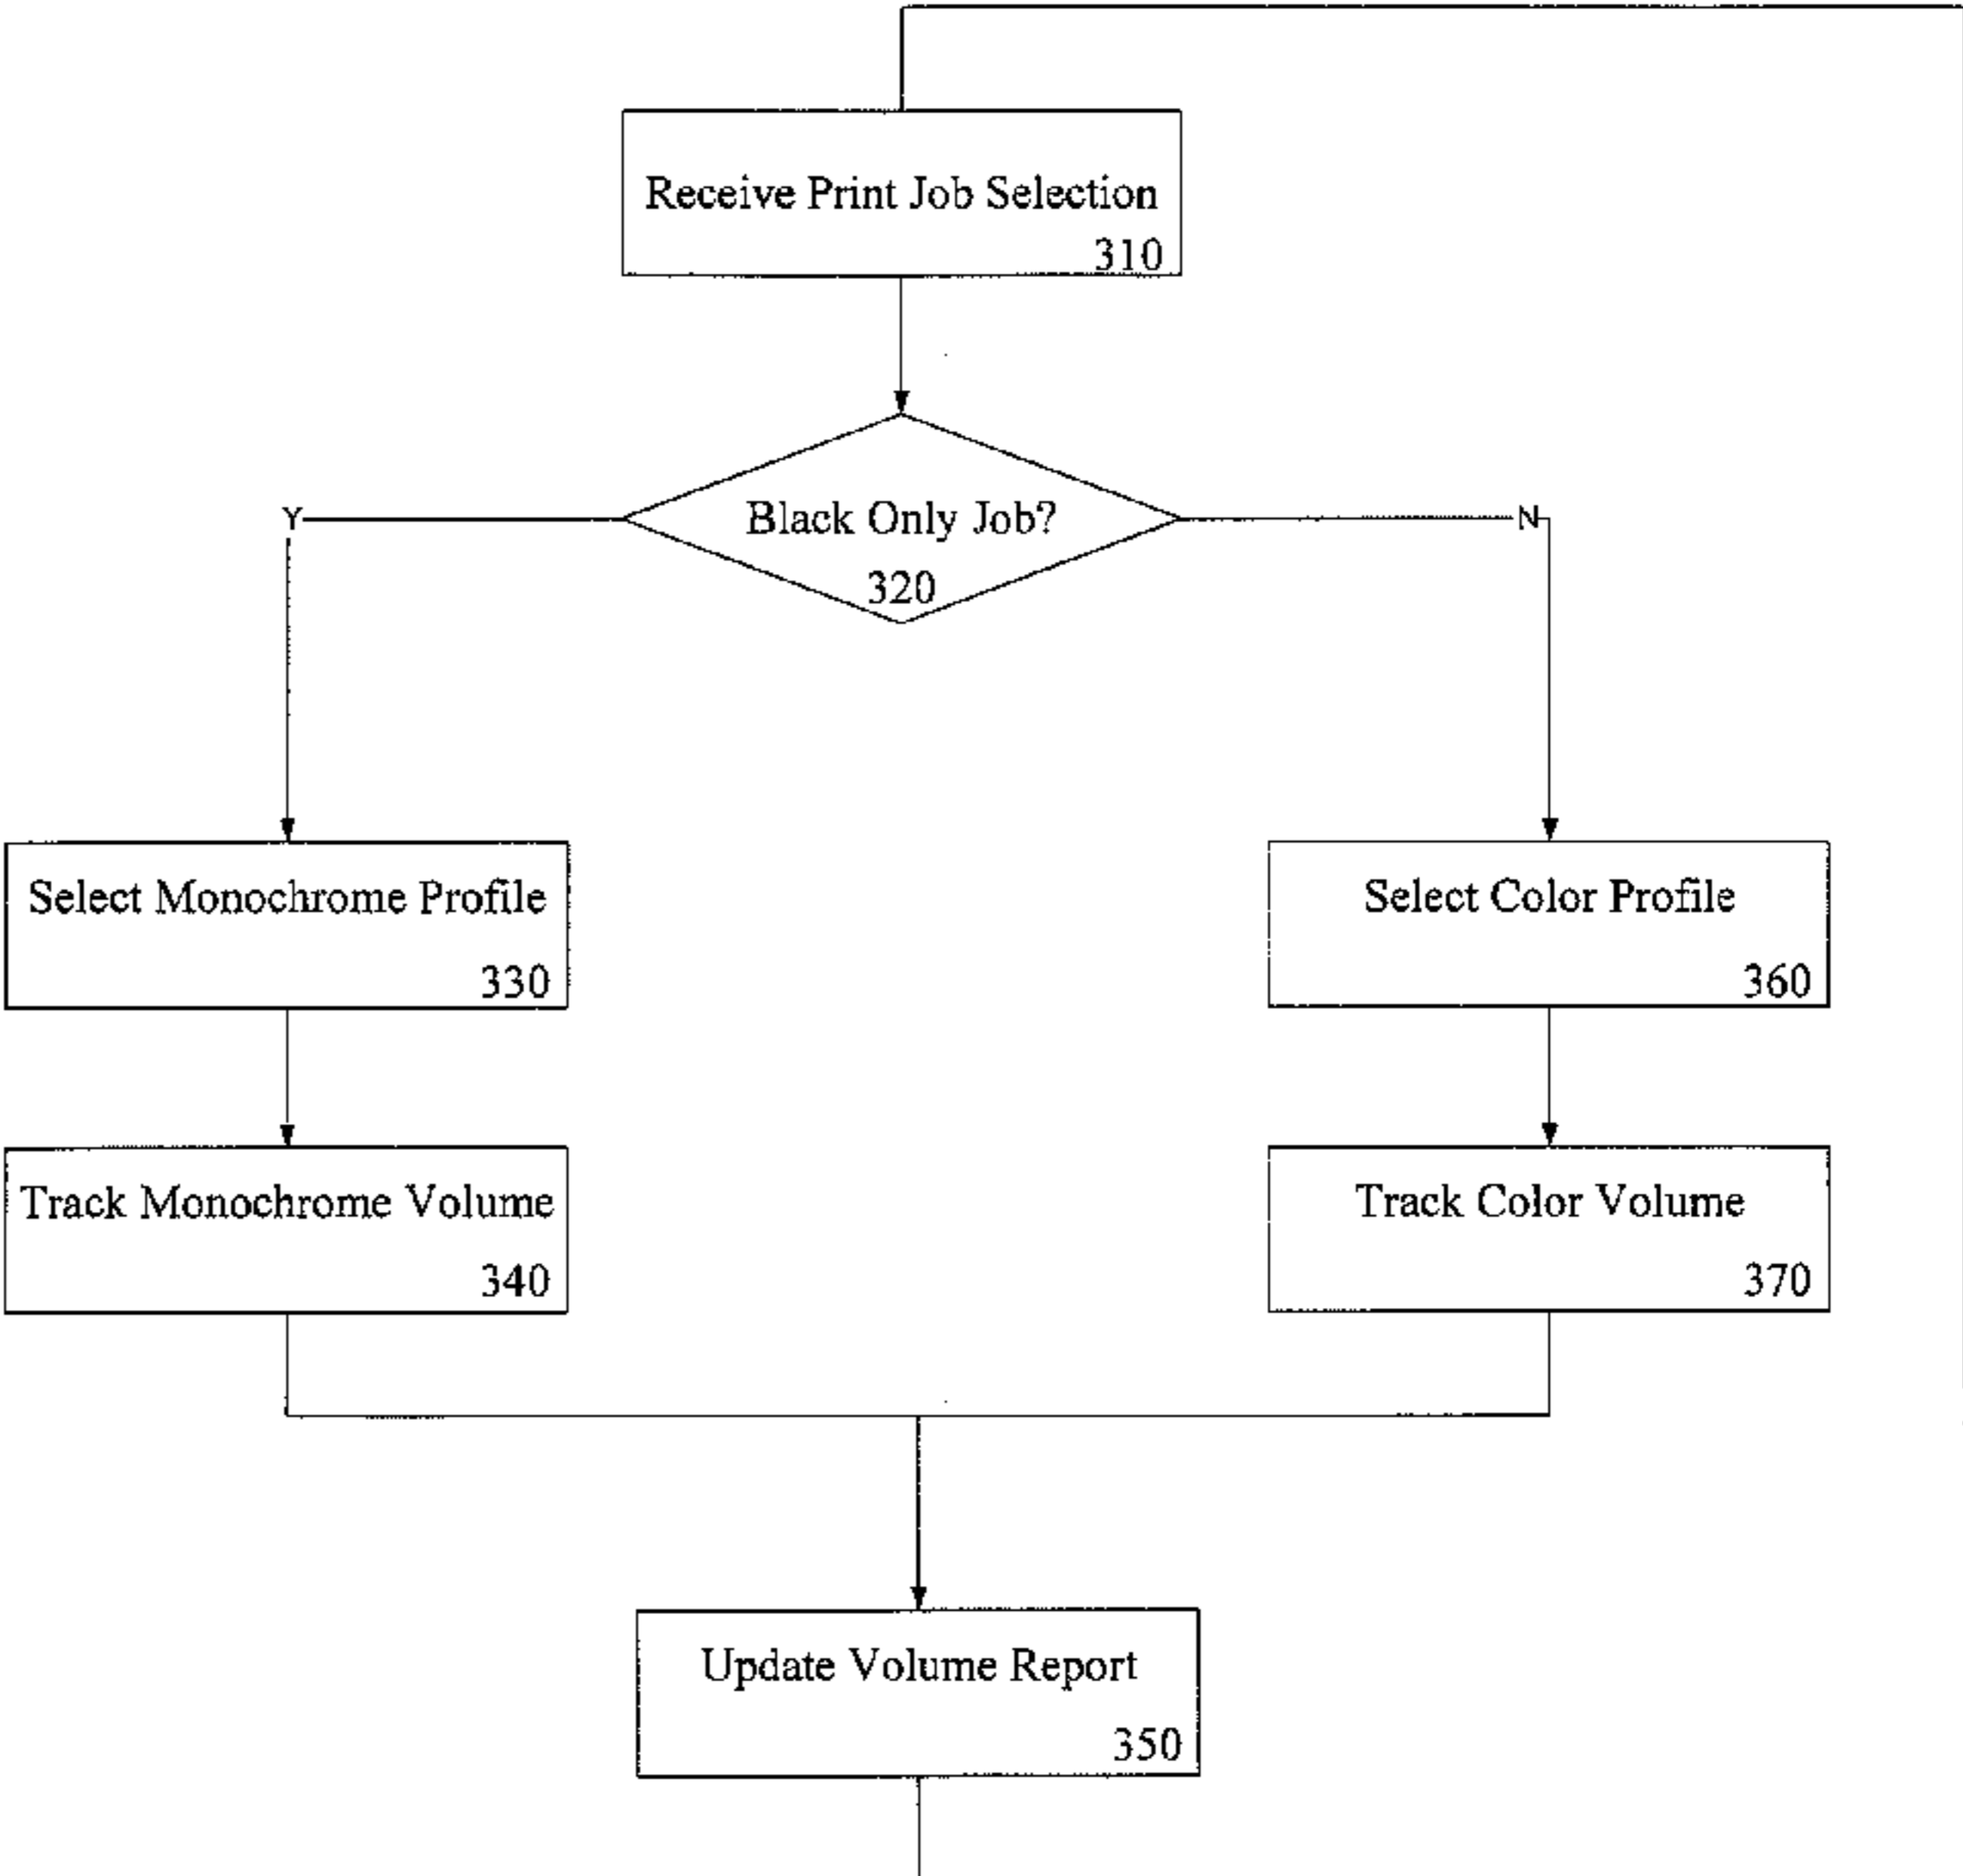 Receive Print Job Selection
310
Black Only Job?
320
Y
N
Select Monochrome Profile
330
Select Color Profile
360
Track Monochrome Volume
340
Track Color Volume
370
Update Volume Report
350